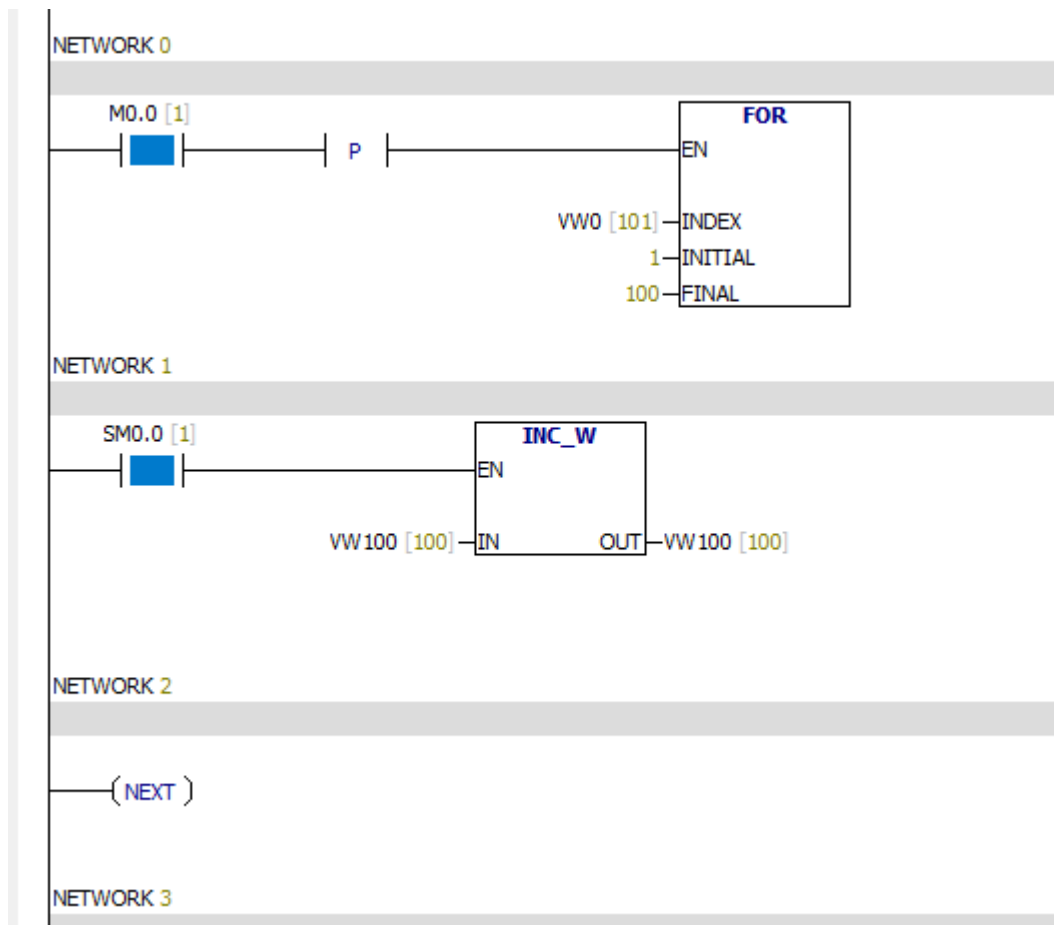 NETWORK 0
M0.0 [1]
FOR
P
EN
VW0 [101] INDEX
1 INITIAL
100 FINAL
NETWORK 1
SM0.0 [1]
INC_W
EN
VW100 [100] IN OUT VW100 [100]
NETWORK 2
NEXT
NETWORK 3